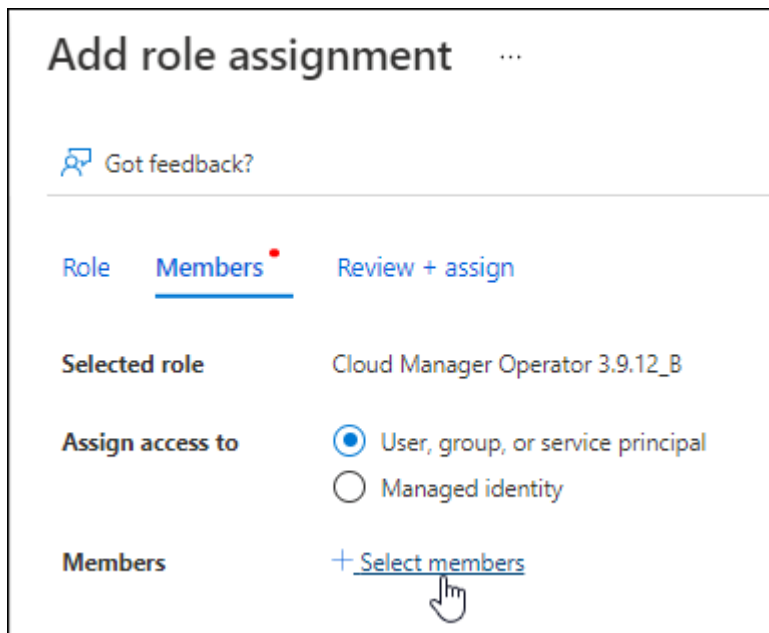 Add role assignment ...
Got feedback?
Role Members Review + assign
Selected role Cloud Manager Operator 3.9.12_B
Assign access to User, group, or service principal
Managed identity
Members + Select members